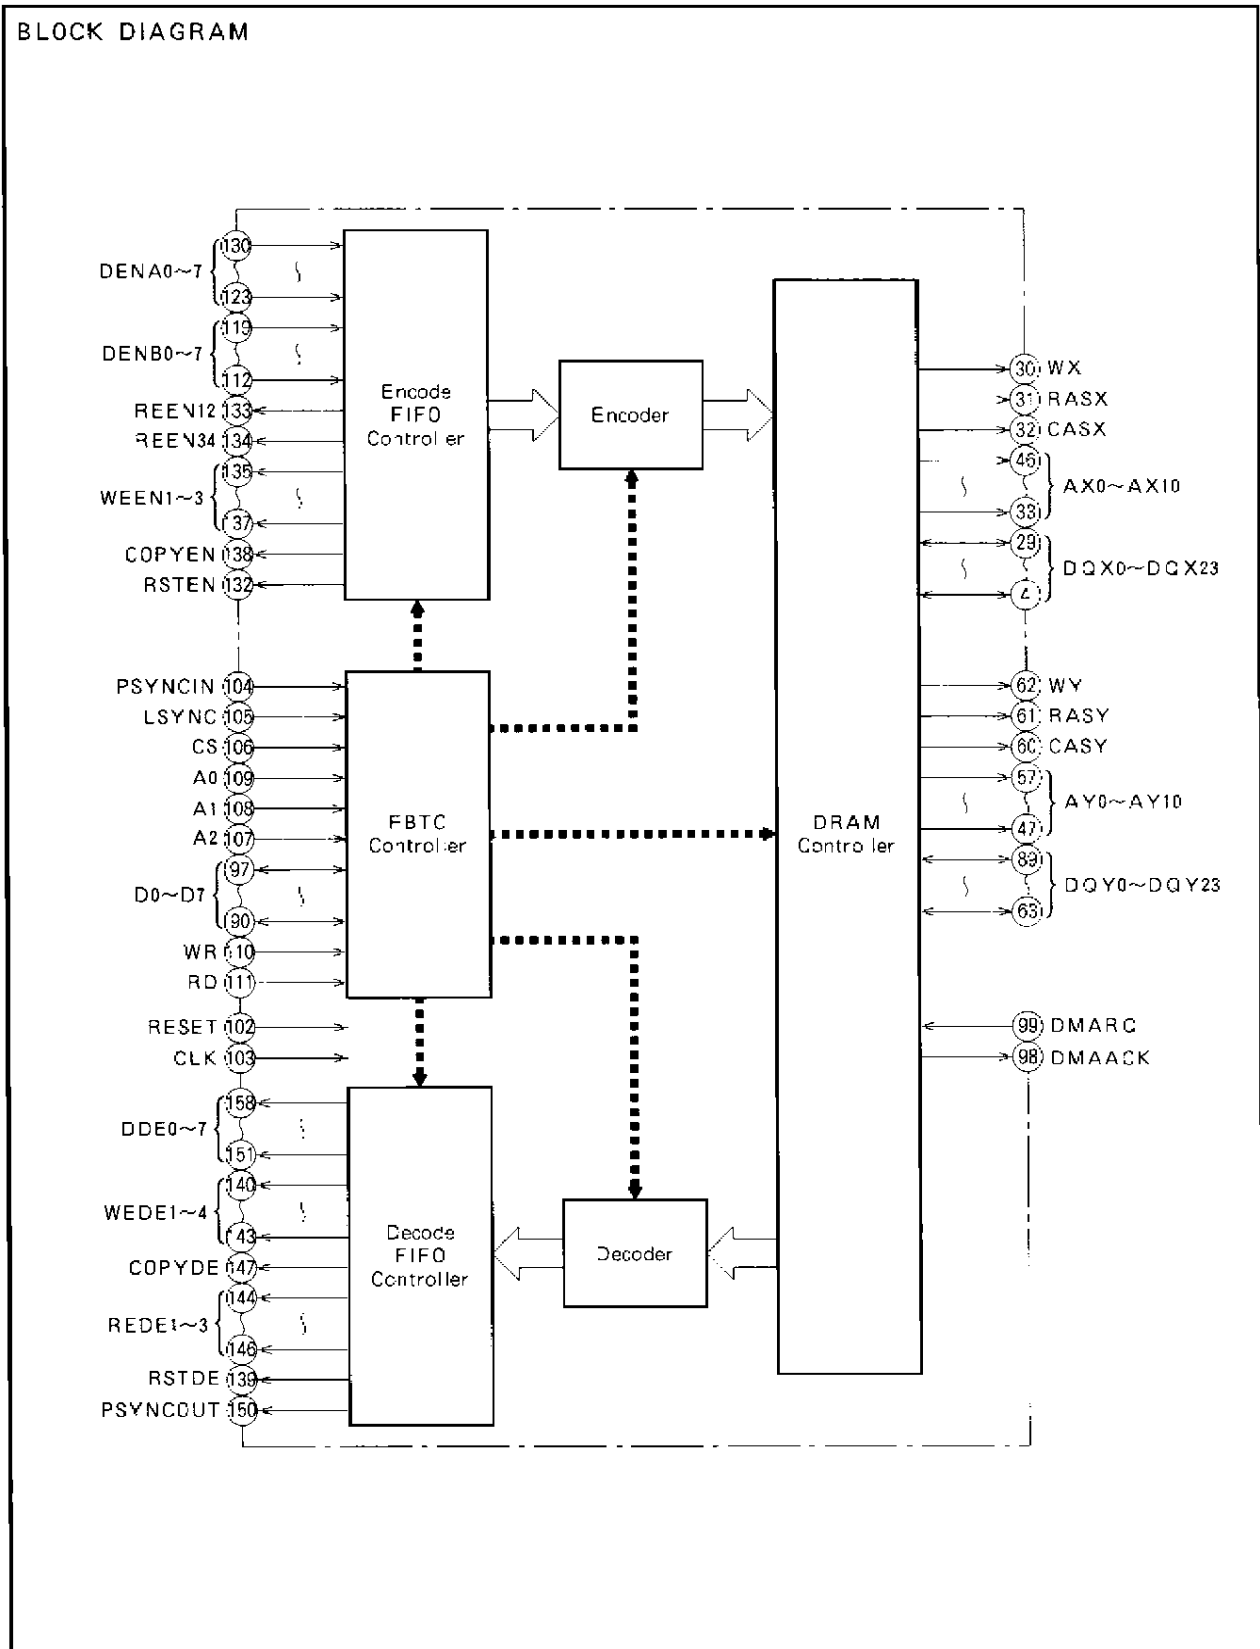 BLOCK DIAGRAM
DENA0~7
130
123
DENB0~7
119
112
REEN12 133
REEN34 134
WEEN1~3
135
137
COPYEN 138
RSTEN 132
Encode
FIFO
Controller
Encoder
PSYNCIN 104
LSYNC 105
CS 106
A0 109
A1 108
A2 107
D0~D7
97
90
WR 110
RD 111
RESET 102
CLK 103
FBTC
Controller
DRAM
Controller
DDE0~7
158
151
WEDE1~4
140
143
COPYDE 147
REDE1~3
144
146
RSTDE 139
PSYNCOUT 150
Decode
FIFO
Controller
Decoder
30 WX
31 RASX
32 CASX
46
33
AX0~AX10
29
4
DQX0~DQX23
62 WY
61 RASY
60 CASY
57
47
AY0~AY10
89
63
DQY0~DQY23
99 DMARQ
98 DMAACK